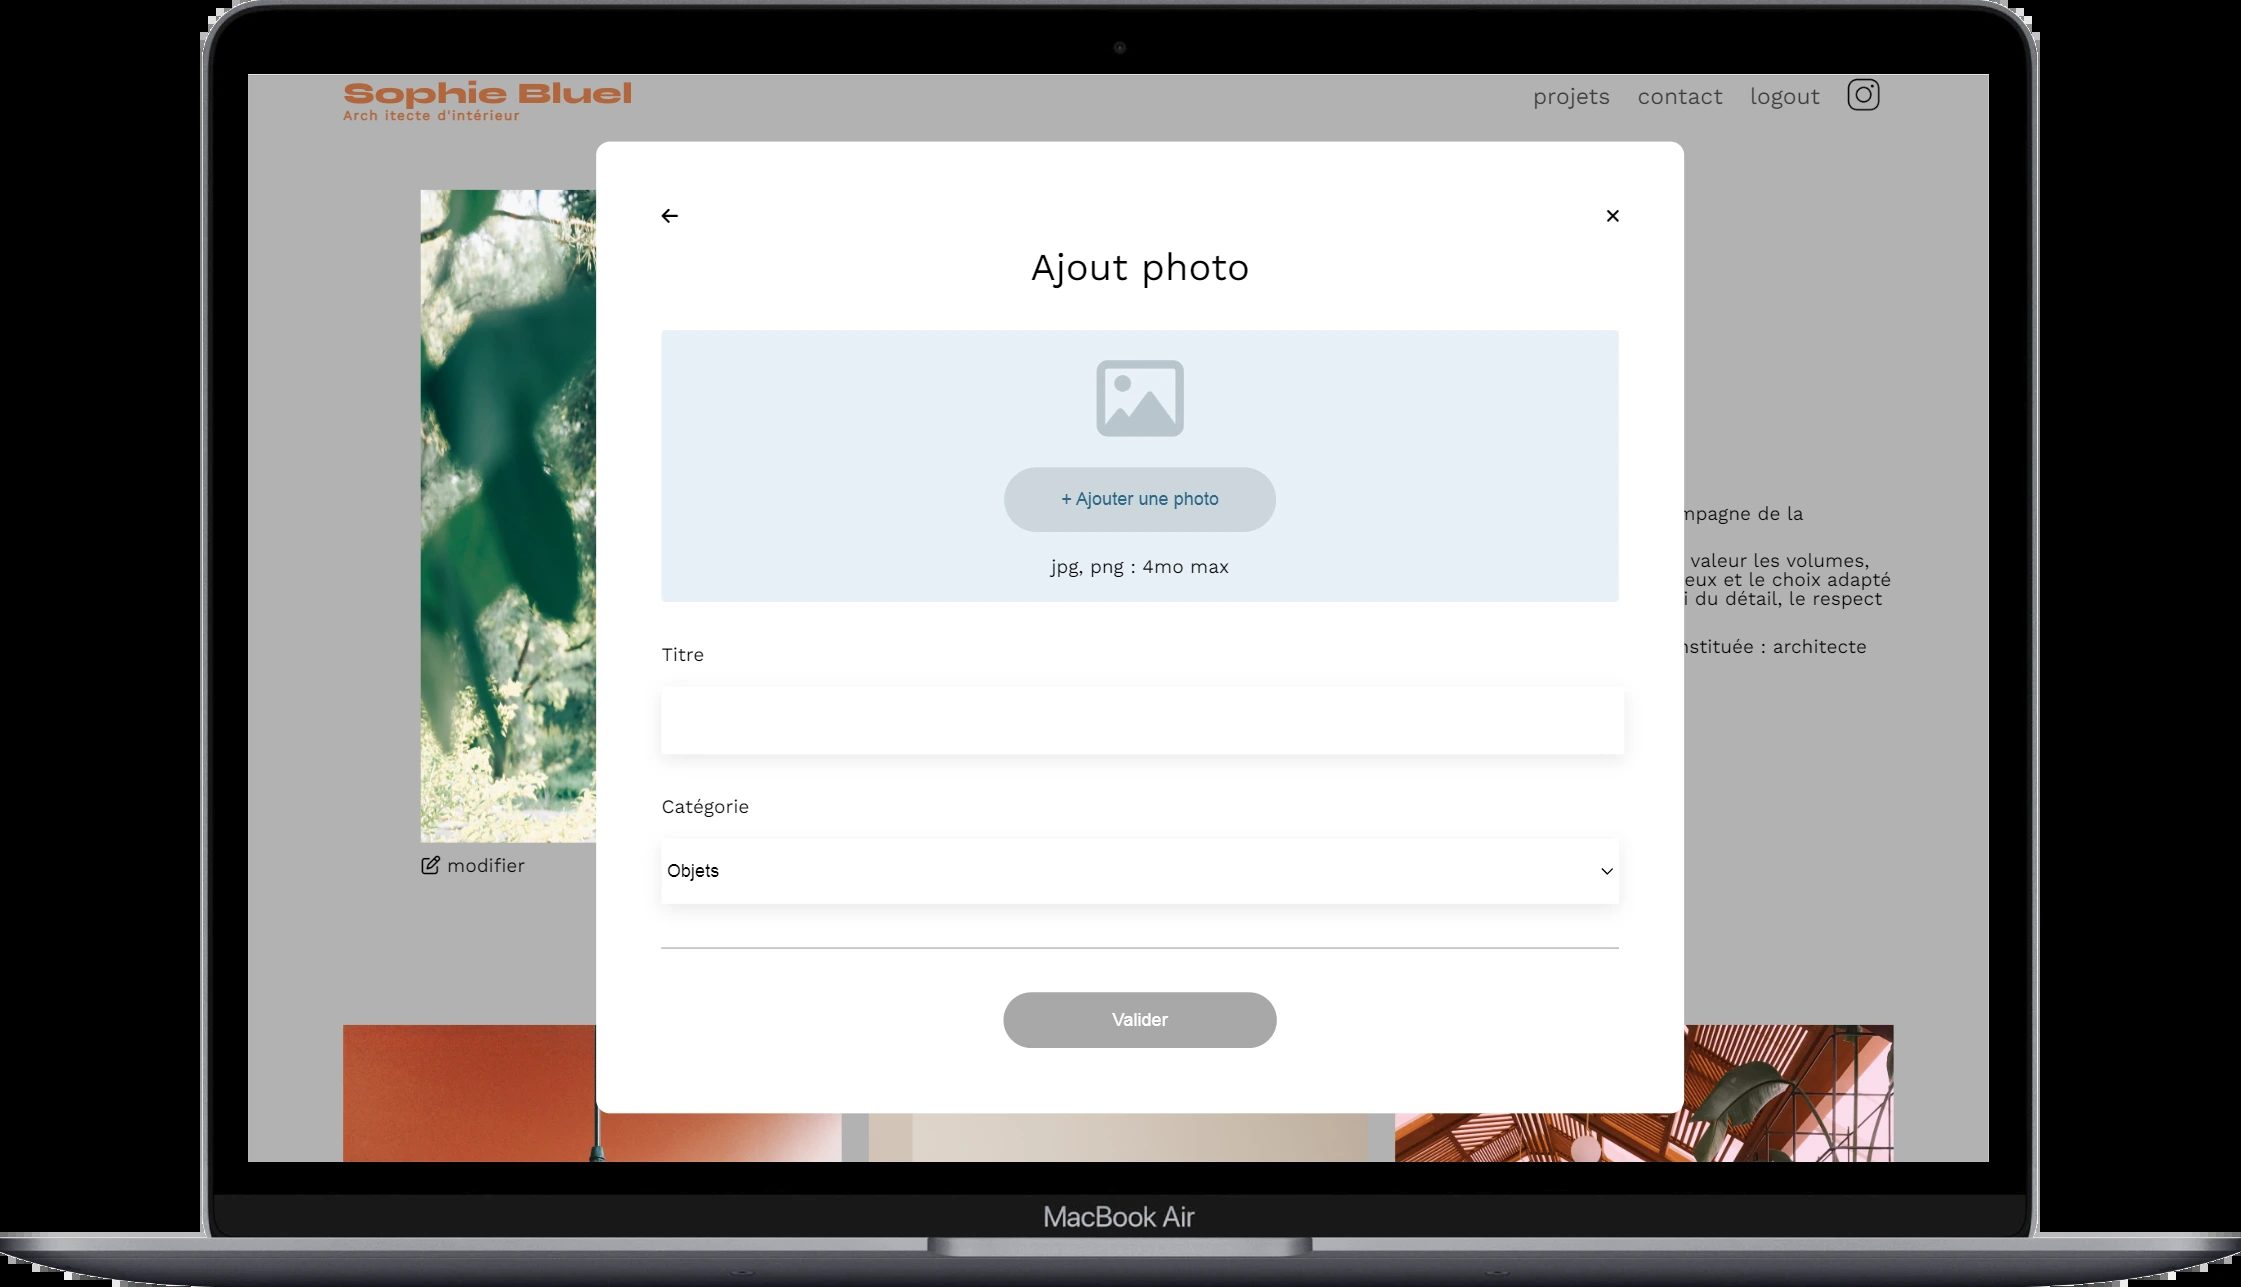 Sophie Bluel
Arch itecte d'intérieur
projets contact logout
Ajout photo
+ Ajouter une photo
jpg, png : 4mo max
mpagne de la
valeur les volumes,
eux et le choix adapté
i du détail, le respect
nstituée : architecte
Titre
Catégorie
Objets
modifier
Valider
MacBook Air